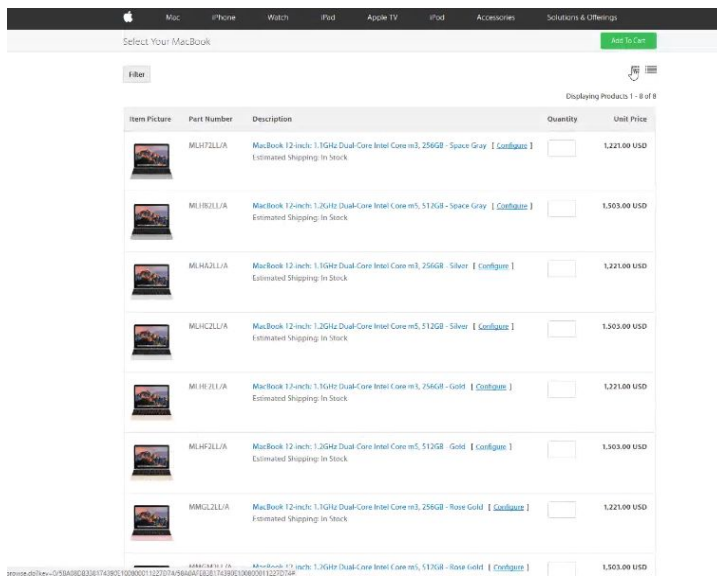 Mac iPhone Watch iPad Apple TV iPod Accessories Solutions & Offerings
Select Your MacBook Add To Cart
Filter
Displaying Products 1 - 8 of 8
Item Picture Part Number Description Quantity Unit Price
MLH72LL/A MacBook 12-inch: 1.1GHz Dual-Core Intel Core m3, 256GB - Space Gray [ Configure ] 1,221.00 USD
Estimated Shipping: In Stock
MLH82LL/A MacBook 12-inch: 1.2GHz Dual-Core Intel Core m5, 512GB - Space Gray [ Configure ] 1,503.00 USD
Estimated Shipping: In Stock
MLHA2LL/A MacBook 12-inch: 1.1GHz Dual-Core Intel Core m3, 256GB - Silver [ Configure ] 1,221.00 USD
Estimated Shipping: In Stock
MLHC2LL/A MacBook 12-inch: 1.2GHz Dual-Core Intel Core m5, 512GB - Silver [ Configure ] 1,503.00 USD
Estimated Shipping: In Stock
MLHE2LL/A MacBook 12-inch: 1.1GHz Dual-Core Intel Core m3, 256GB - Gold [ Configure ] 1,221.00 USD
Estimated Shipping: In Stock
MLHF2LL/A MacBook 12-inch: 1.2GHz Dual-Core Intel Core m5, 512GB - Gold [ Configure ] 1,503.00 USD
Estimated Shipping: In Stock
MMGL2LL/A MacBook 12-inch: 1.1GHz Dual-Core Intel Core m3, 256GB - Rose Gold [ Configure ] 1,221.00 USD
Estimated Shipping: In Stock
MacBook 12-inch: 1.2GHz Dual-Core Intel Core m5, 512GB - Rose Gold [ Configure ] 1,503.00 USD